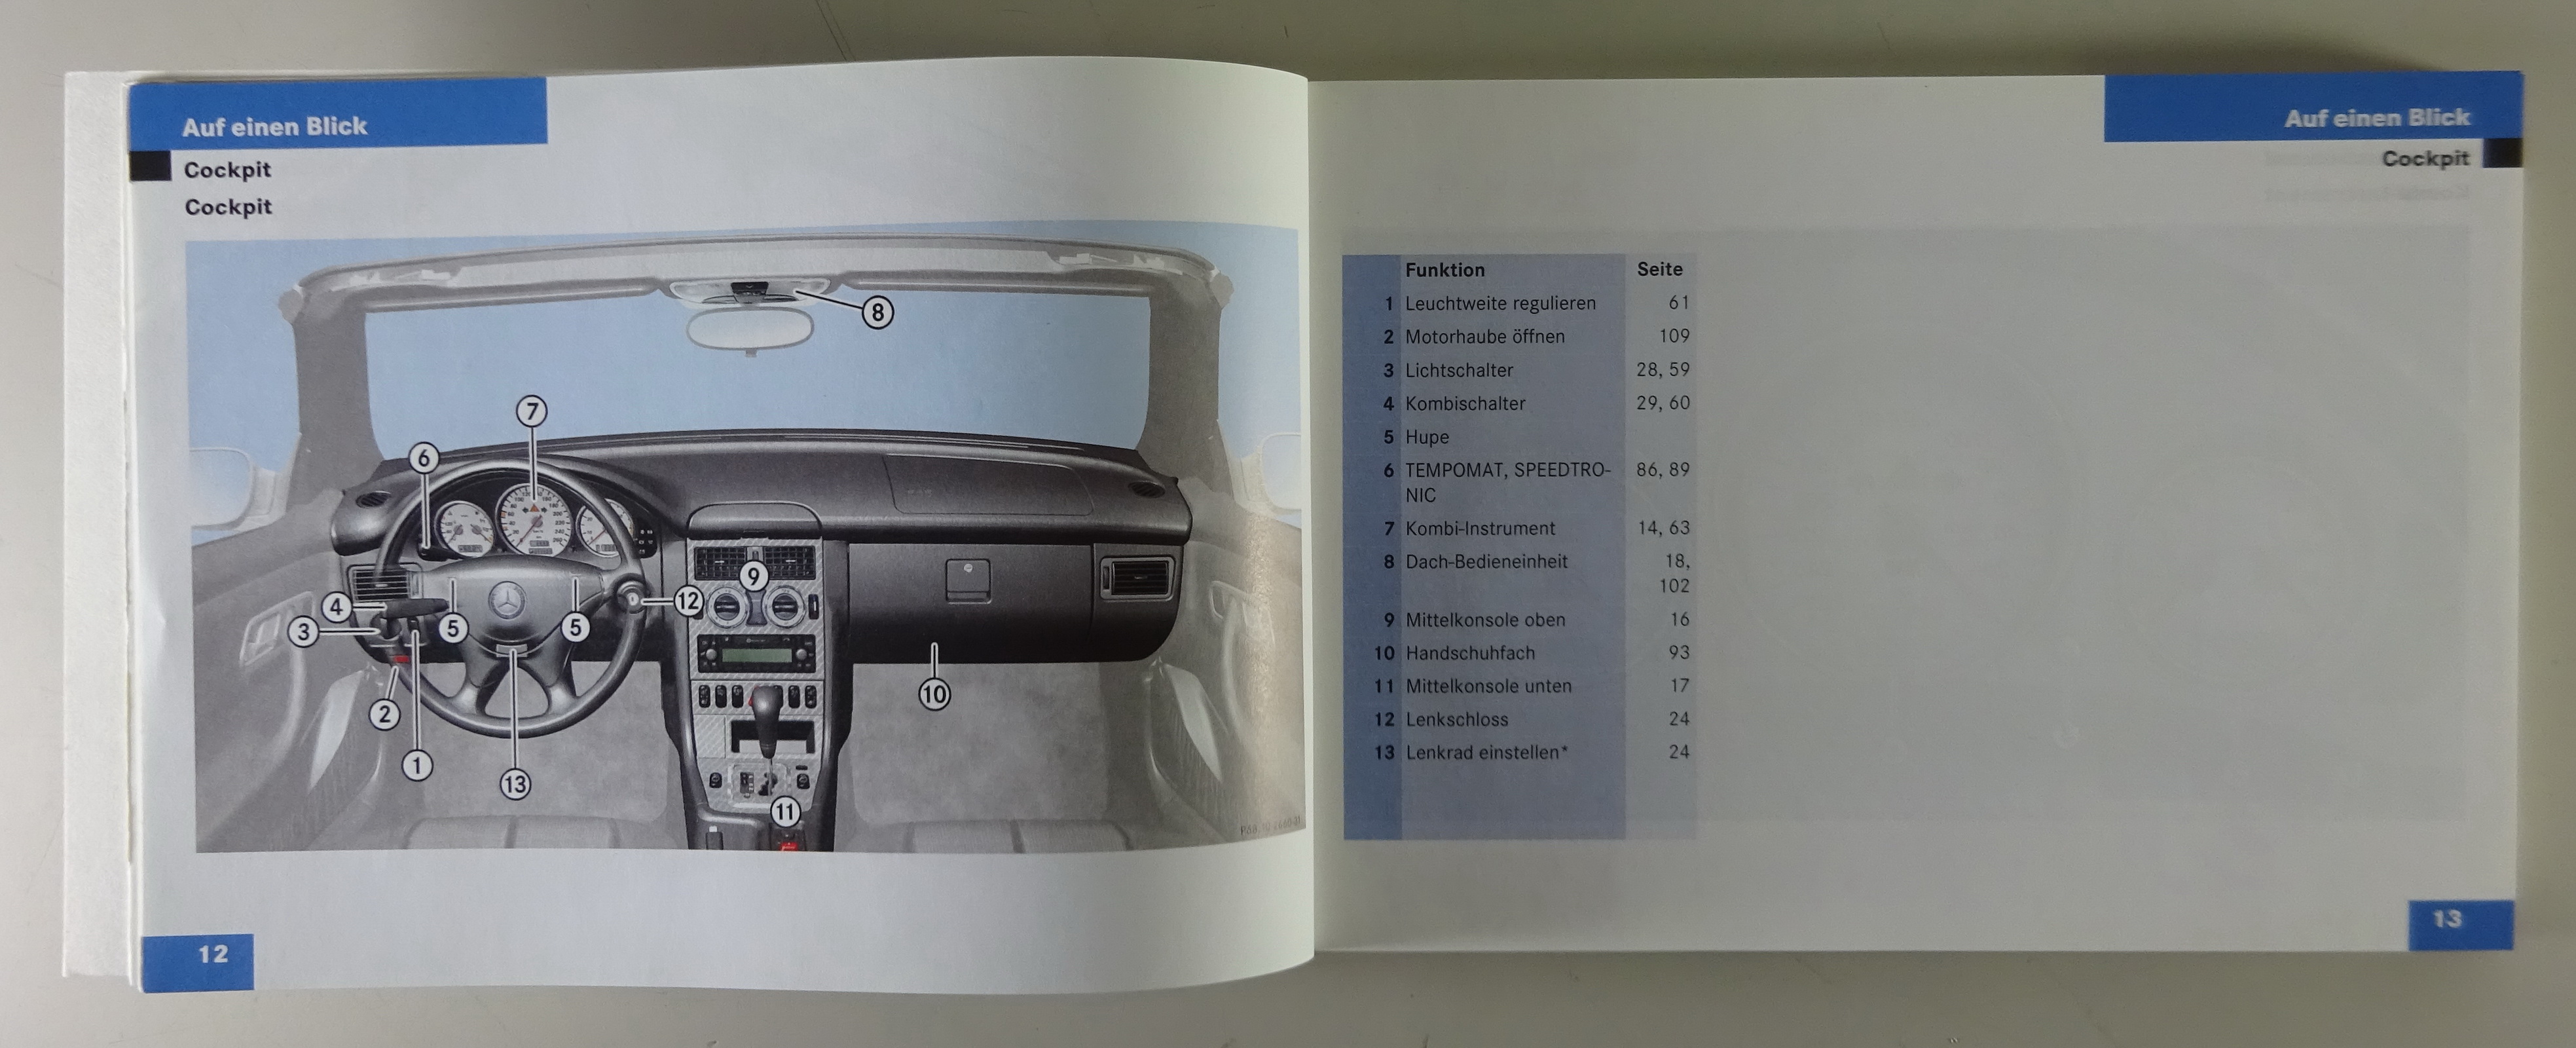 Auf einen Blick
Cockpit
Cockpit
8
7
6
9
4
12
3
5
5
2
10
1
13
11
12
Auf einen Blick
Cockpit
Funktion Seite
1 Leuchtweite regulieren 61
2 Motorhaube öffnen 109
3 Lichtschalter 28, 59
4 Kombischalter 29, 60
5 Hupe
6 TEMPOMAT, SPEEDTRO- 86, 89
NIC
7 Kombi-Instrument 14, 63
8 Dach-Bedieneinheit 18,
102
9 Mittelkonsole oben 16
10 Handschuhfach 93
11 Mittelkonsole unten 17
12 Lenkschloss 24
13 Lenkrad einstellen* 24
13